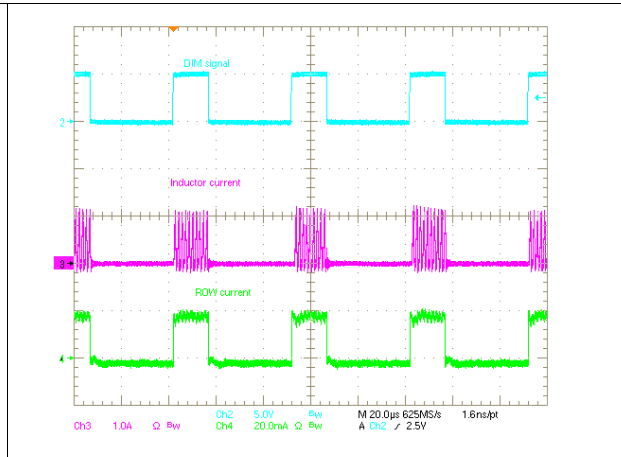 DIM signal
2
Inductor current
3
ROW current
4
Ch2 5.0V Bw M 20.0µs 625MS/s 1.6ns/pt
Ch3 1.0A Ω Bw Ch4 20.0mA Ω Bw A Ch2 ∕ 2.5V